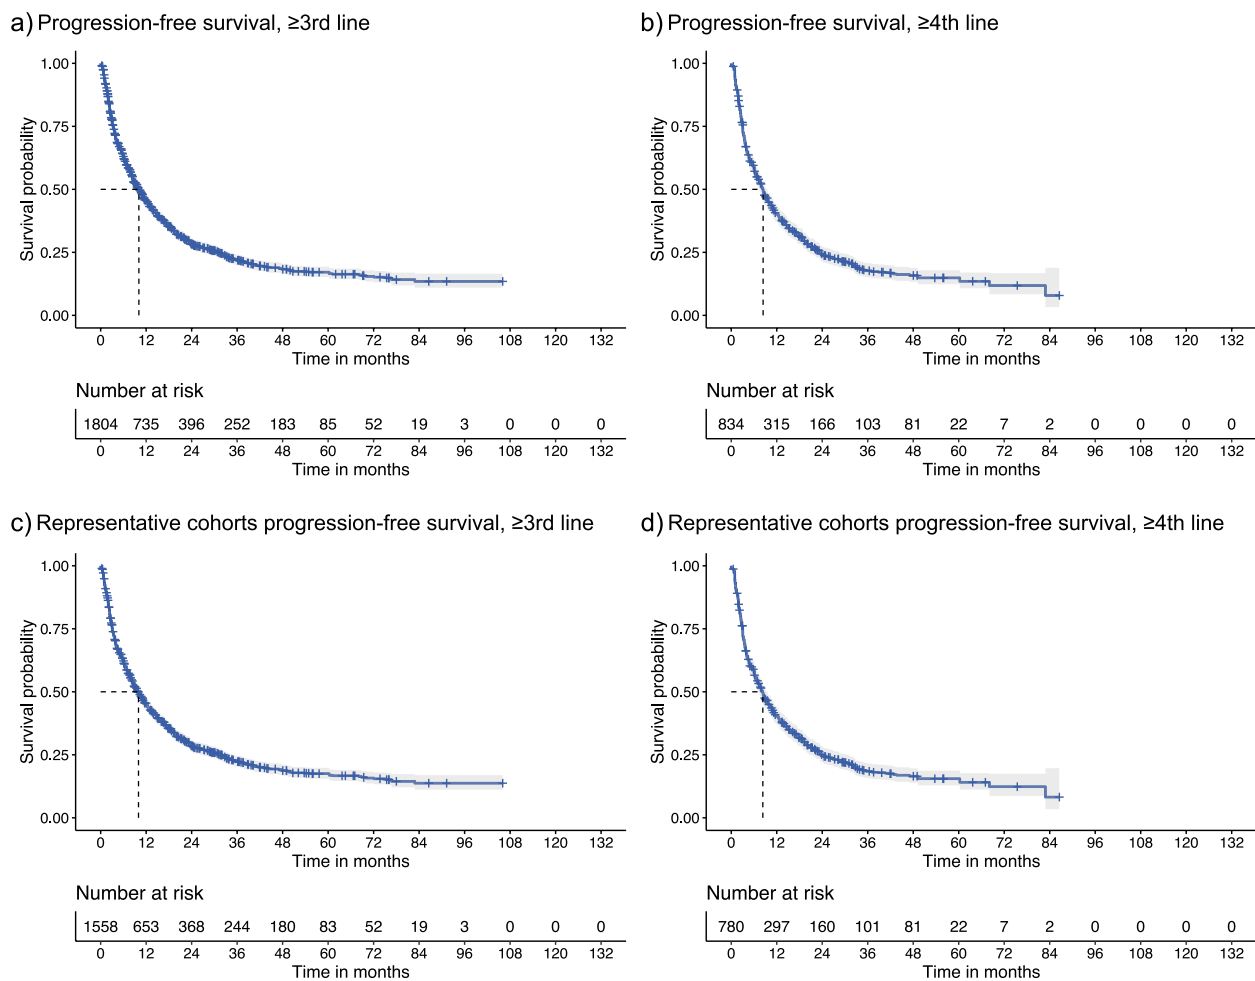 a) Progression-free survival, ≥3rd line
Survival probability
1.00
0.75
0.50
0.25
0.00
0 12 24 36 48 60 72 84 96 108 120 132
Time in months
Number at risk
1804 735 396 252 183 85 52 19 3 0 0 0
0 12 24 36 48 60 72 84 96 108 120 132
Time in months
b) Progression-free survival, ≥4th line
Survival probability
1.00
0.75
0.50
0.25
0.00
0 12 24 36 48 60 72 84 96 108 120 132
Time in months
Number at risk
834 315 166 103 81 22 7 2 0 0 0 0
0 12 24 36 48 60 72 84 96 108 120 132
Time in months
c) Representative cohorts progression-free survival, ≥3rd line
Survival probability
1.00
0.75
0.50
0.25
0.00
0 12 24 36 48 60 72 84 96 108 120 132
Time in months
Number at risk
1558 653 368 244 180 83 52 19 3 0 0 0
0 12 24 36 48 60 72 84 96 108 120 132
Time in months
d) Representative cohorts progression-free survival, ≥4th line
Survival probability
1.00
0.75
0.50
0.25
0.00
0 12 24 36 48 60 72 84 96 108 120 132
Time in months
Number at risk
780 297 160 101 81 22 7 2 0 0 0 0
0 12 24 36 48 60 72 84 96 108 120 132
Time in months